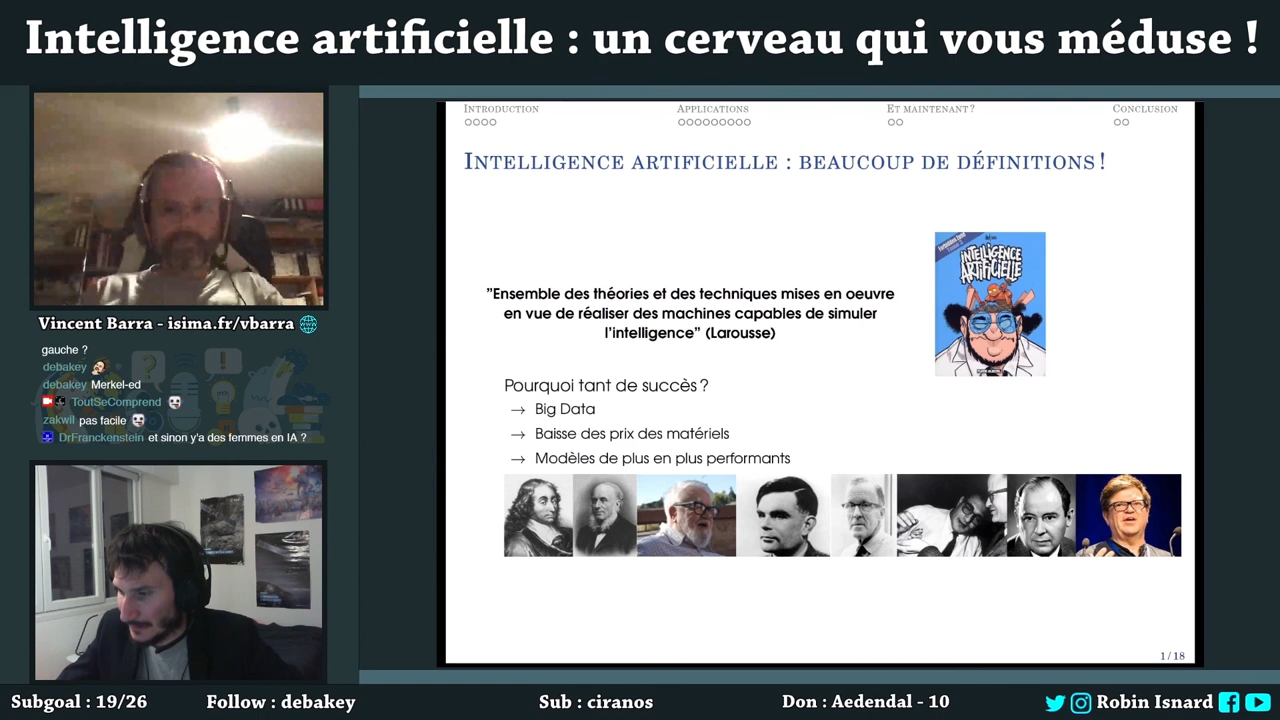 Intelligence artificielle : un cerveau qui vous méduse !
Vincent Barra - isima.fr/vbarra
gauche ?
debakey
debakey Merkel-ed
ToutSeComprend
zakwil pas facile
DrFranckenstein et sinon y'a des femmes en IA ?
Introduction
Applications
Et maintenant?
Conclusion
Intelligence artificielle : beaucoup de définitions !
INTELLIGENCE
ARTIFICIELLE
"Ensemble des théories et des techniques mises en oeuvre
en vue de réaliser des machines capables de simuler
l'intelligence" (Larousse)
Pourquoi tant de succès ?
→ Big Data
→ Baisse des prix des matériels
→ Modèles de plus en plus performants
1 / 18
Subgoal : 19/26
Follow : debakey
Sub : ciranos
Don : Aedendal - 10
Robin Isnard